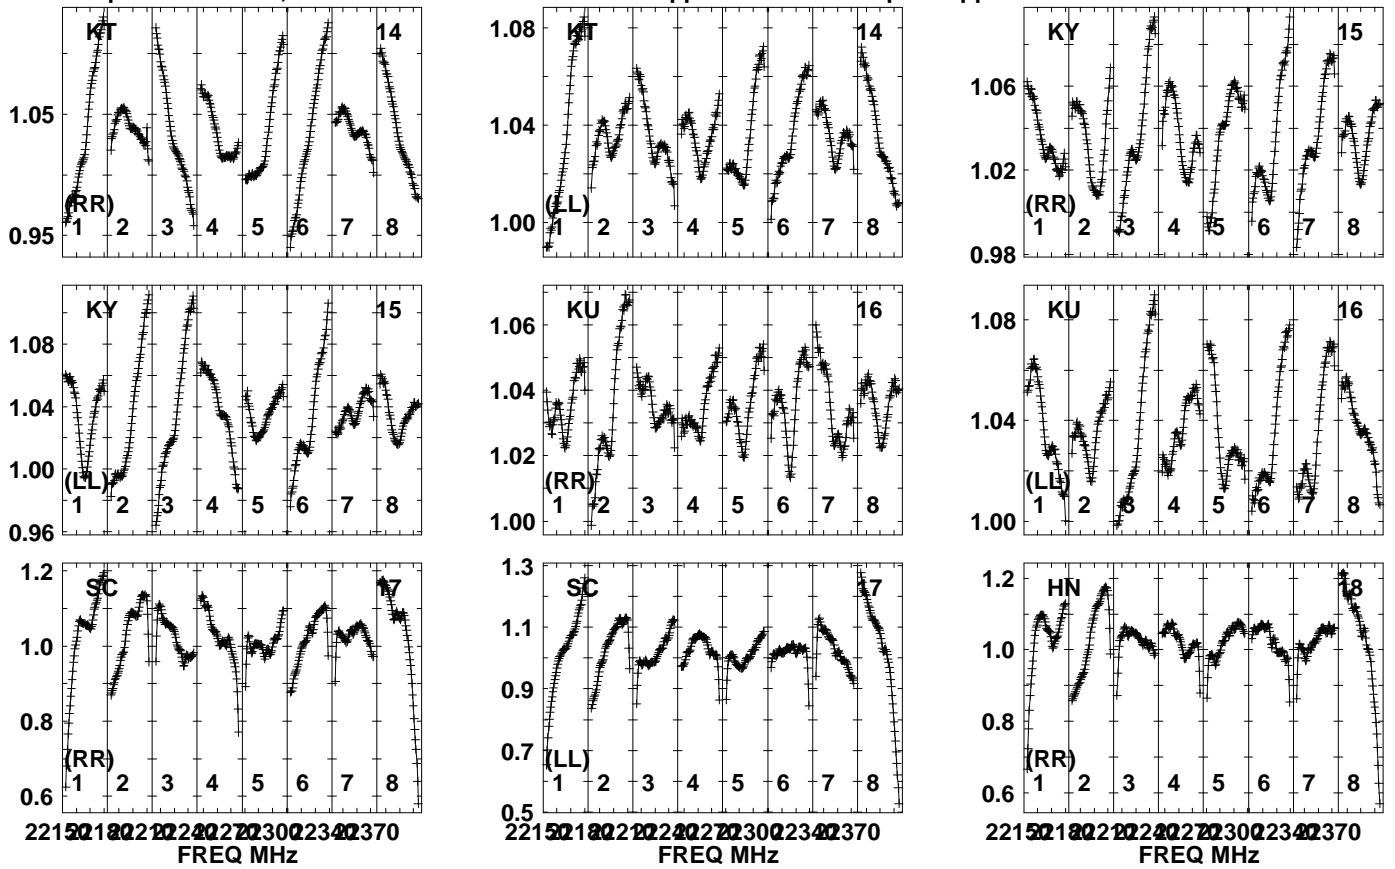 KT 14
1.05
0.95
(RR)
1 2 3 4 5 6 7 8
KT 14
1.08
1.04
1.00
(LL)
1 2 3 4 5 6 7 8
KY 15
1.06
1.02
0.98
(RR)
1 2 3 4 5 6 7 8
KY 15
1.08
1.04
1.00
0.96
(LL)
1 2 3 4 5 6 7 8
KU 16
1.06
1.04
1.02
1.00
(RR)
1 2 3 4 5 6 7 8
KU 16
1.08
1.04
1.00
(LL)
1 2 3 4 5 6 7 8
SC 17
1.2
1.0
0.8
0.6
(RR)
1 2 3 4 5 6 7 8
22370
FREQ MHz
SC 17
1.3
1.1
0.9
0.7
0.5
(LL)
1 2 3 4 5 6 7 8
22370
FREQ MHz
HN 18
1.2
1.0
0.8
0.6
(RR)
1 2 3 4 5 6 7 8
22370
FREQ MHz